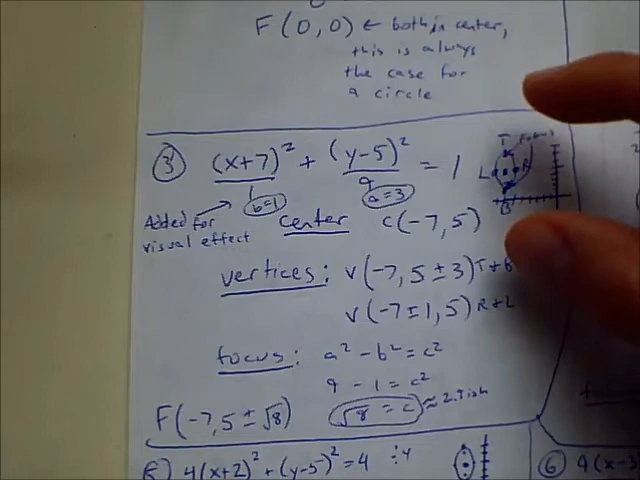 F(0,0) ← both in center,
this is always
the case for
a circle
③ (x+7)²/1 + (y-5)²/9 = 1
b=1 a=3
T
L R
B
Added for
visual effect
center C(-7,5)
vertices: V(-7, 5±3) T+B
V(-7±1, 5) R+L
focus: a² - b² = c²
9 - 1 = c²
F(-7, 5±√8) √8 = c ≈ 2.9ish
5) 4(x+2)² + (y-5)² = 4 ÷4
⑥ 4(x-3